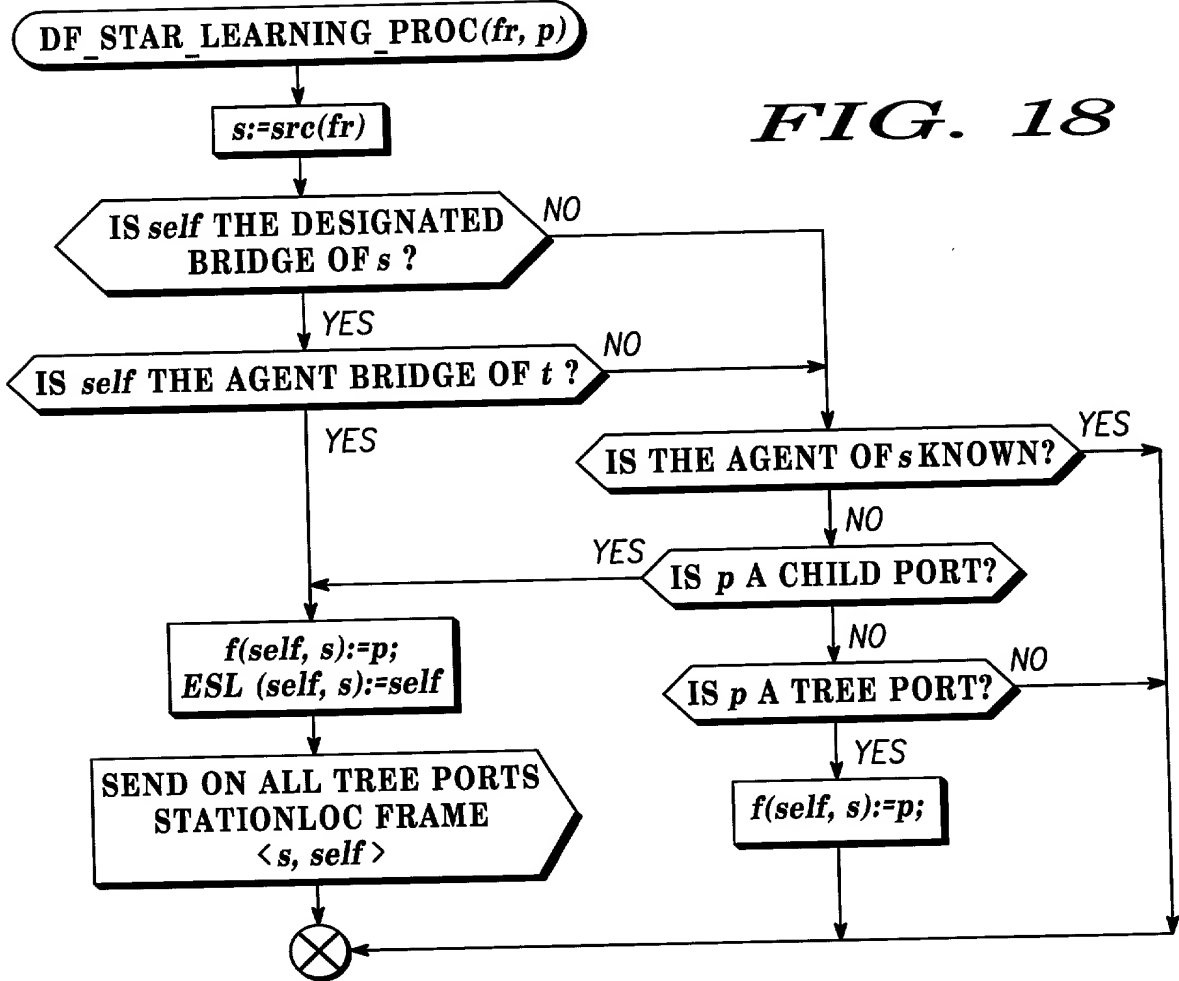 DF_STAR_LEARNING_PROC(fr, p)
FIG. 18
s:=src(fr)
IS self THE DESIGNATED
BRIDGE OF s ?
NO
YES
IS self THE AGENT BRIDGE OF t ?
NO
YES
IS THE AGENT OF s KNOWN?
YES
NO
IS p A CHILD PORT?
YES
NO
f(self, s):=p;
ESL (self, s):=self
IS p A TREE PORT?
NO
YES
SEND ON ALL TREE PORTS
STATIONLOC FRAME
<s, self>
f(self, s):=p;